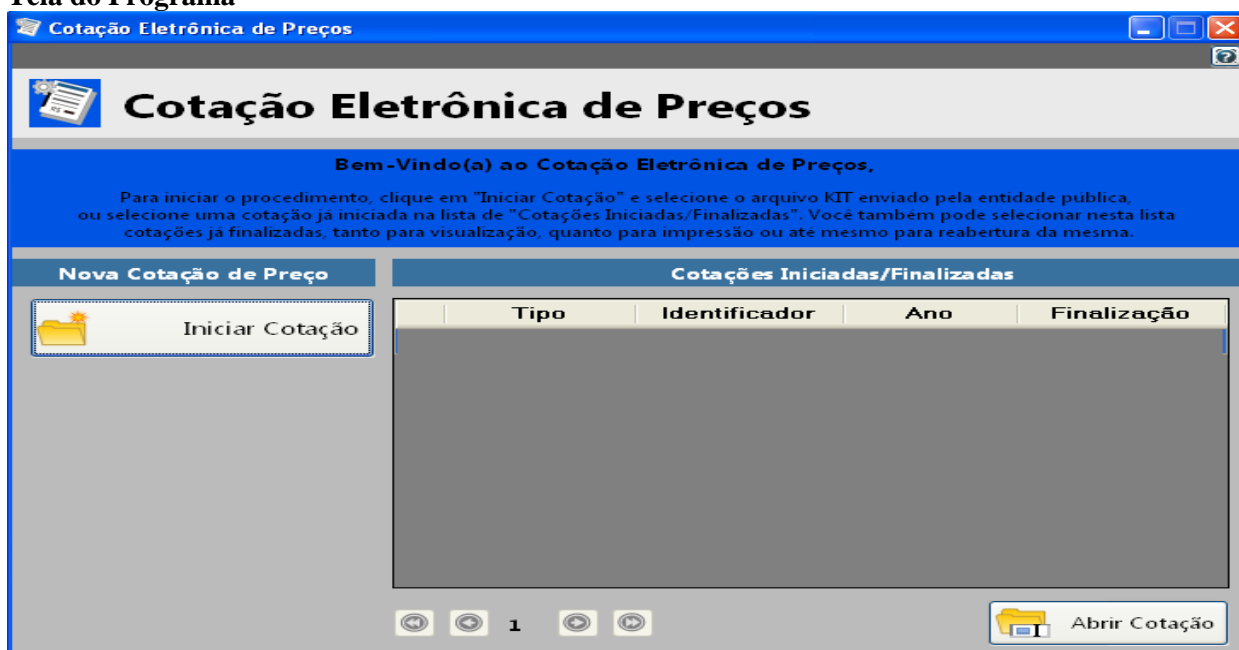 Tela do Programa
Cotação Eletrônica de Preços
Cotação Eletrônica de Preços
Bem-Vindo(a) ao Cotação Eletrônica de Preços,
Para iniciar o procedimento, clique em "Iniciar Cotação" e selecione o arquivo KIT enviado pela entidade pública,
ou selecione uma cotação já iniciada na lista de "Cotações Iniciadas/Finalizadas". Você também pode selecionar nesta lista
cotações já finalizadas, tanto para visualização, quanto para impressão ou até mesmo para reabertura da mesma.
Nova Cotação de Preço
Cotações Iniciadas/Finalizadas
Iniciar Cotação
Tipo Identificador Ano Finalização
1
Abrir Cotação